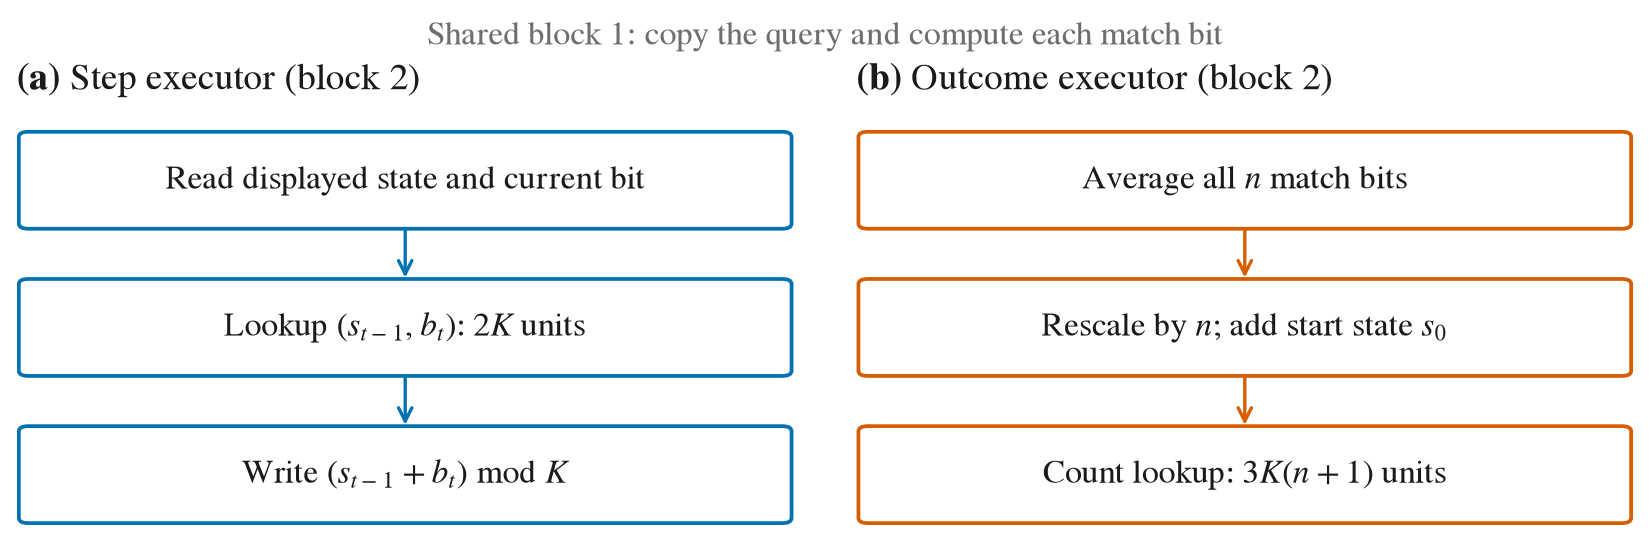 Shared block 1: copy the query and compute each match bit
(a) Step executor (block 2)
Read displayed state and current bit
Lookup (sₜ₋₁, bₜ): 2K units
Write (sₜ₋₁ + bₜ) mod K
(b) Outcome executor (block 2)
Average all n match bits
Rescale by n; add start state s₀
Count lookup: 3K(n + 1) units